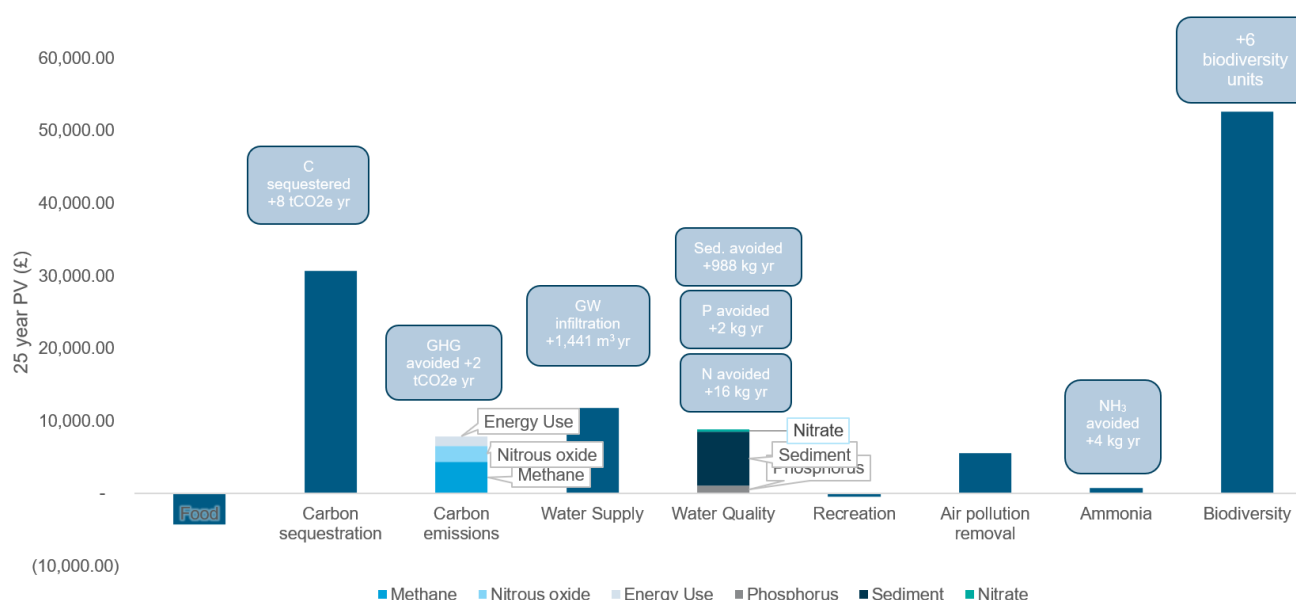 +6
biodiversity
units
60,000.00
50,000.00
40,000.00
30,000.00
20,000.00
10,000.00
-
(10,000.00)
25 year PV (£)
C
sequestered
+8 tCO2e yr
GHG
avoided +2
tCO2e yr
GW
infiltration
+1,441 m³ yr
Sed. avoided
+988 kg yr
P avoided
+2 kg yr
N avoided
+16 kg yr
NH₃
avoided
+4 kg yr
Energy Use
Nitrous oxide
Methane
Nitrate
Sediment
Phosphorus
Food
Carbon
sequestration
Carbon
emissions
Water Supply
Water Quality
Recreation
Air pollution
removal
Ammonia
Biodiversity
Methane Nitrous oxide Energy Use Phosphorus Sediment Nitrate